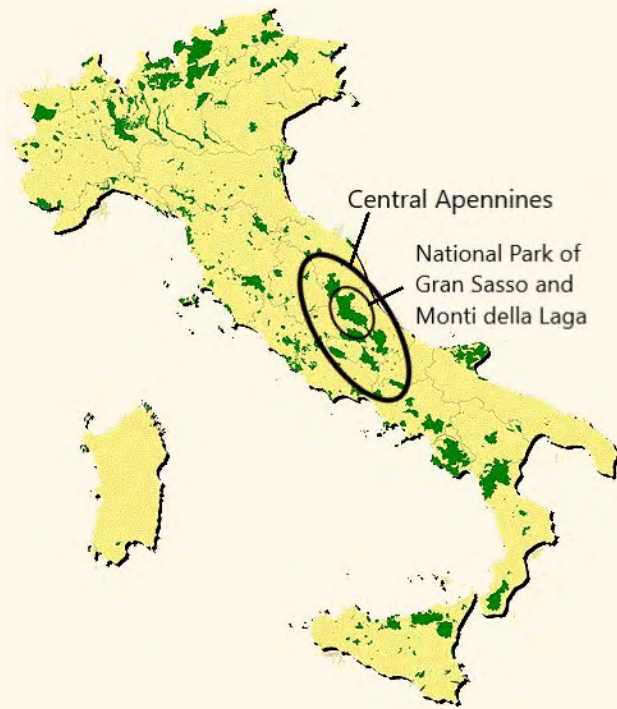 Central Apennines
National Park of
Gran Sasso and
Monti della Laga